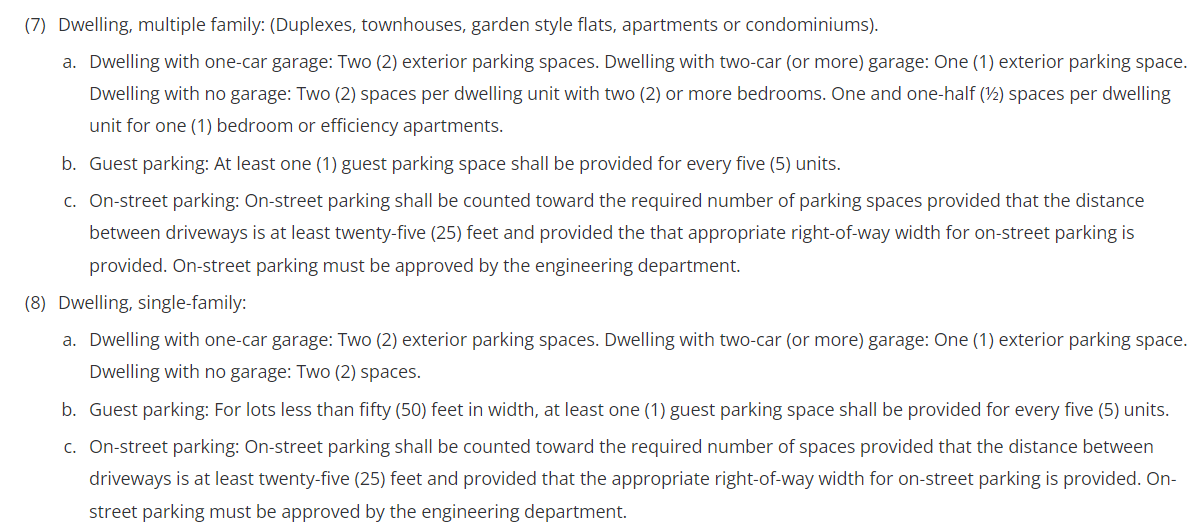 (7) Dwelling, multiple family: (Duplexes, townhouses, garden style flats, apartments or condominiums).
a. Dwelling with one-car garage: Two (2) exterior parking spaces. Dwelling with two-car (or more) garage: One (1) exterior parking space.
Dwelling with no garage: Two (2) spaces per dwelling unit with two (2) or more bedrooms. One and one-half (½) spaces per dwelling
unit for one (1) bedroom or efficiency apartments.
b. Guest parking: At least one (1) guest parking space shall be provided for every five (5) units.
c. On-street parking: On-street parking shall be counted toward the required number of parking spaces provided that the distance
between driveways is at least twenty-five (25) feet and provided the that appropriate right-of-way width for on-street parking is
provided. On-street parking must be approved by the engineering department.
(8) Dwelling, single-family:
a. Dwelling with one-car garage: Two (2) exterior parking spaces. Dwelling with two-car (or more) garage: One (1) exterior parking space.
Dwelling with no garage: Two (2) spaces.
b. Guest parking: For lots less than fifty (50) feet in width, at least one (1) guest parking space shall be provided for every five (5) units.
c. On-street parking: On-street parking shall be counted toward the required number of spaces provided that the distance between
driveways is at least twenty-five (25) feet and provided that the appropriate right-of-way width for on-street parking is provided. On-
street parking must be approved by the engineering department.